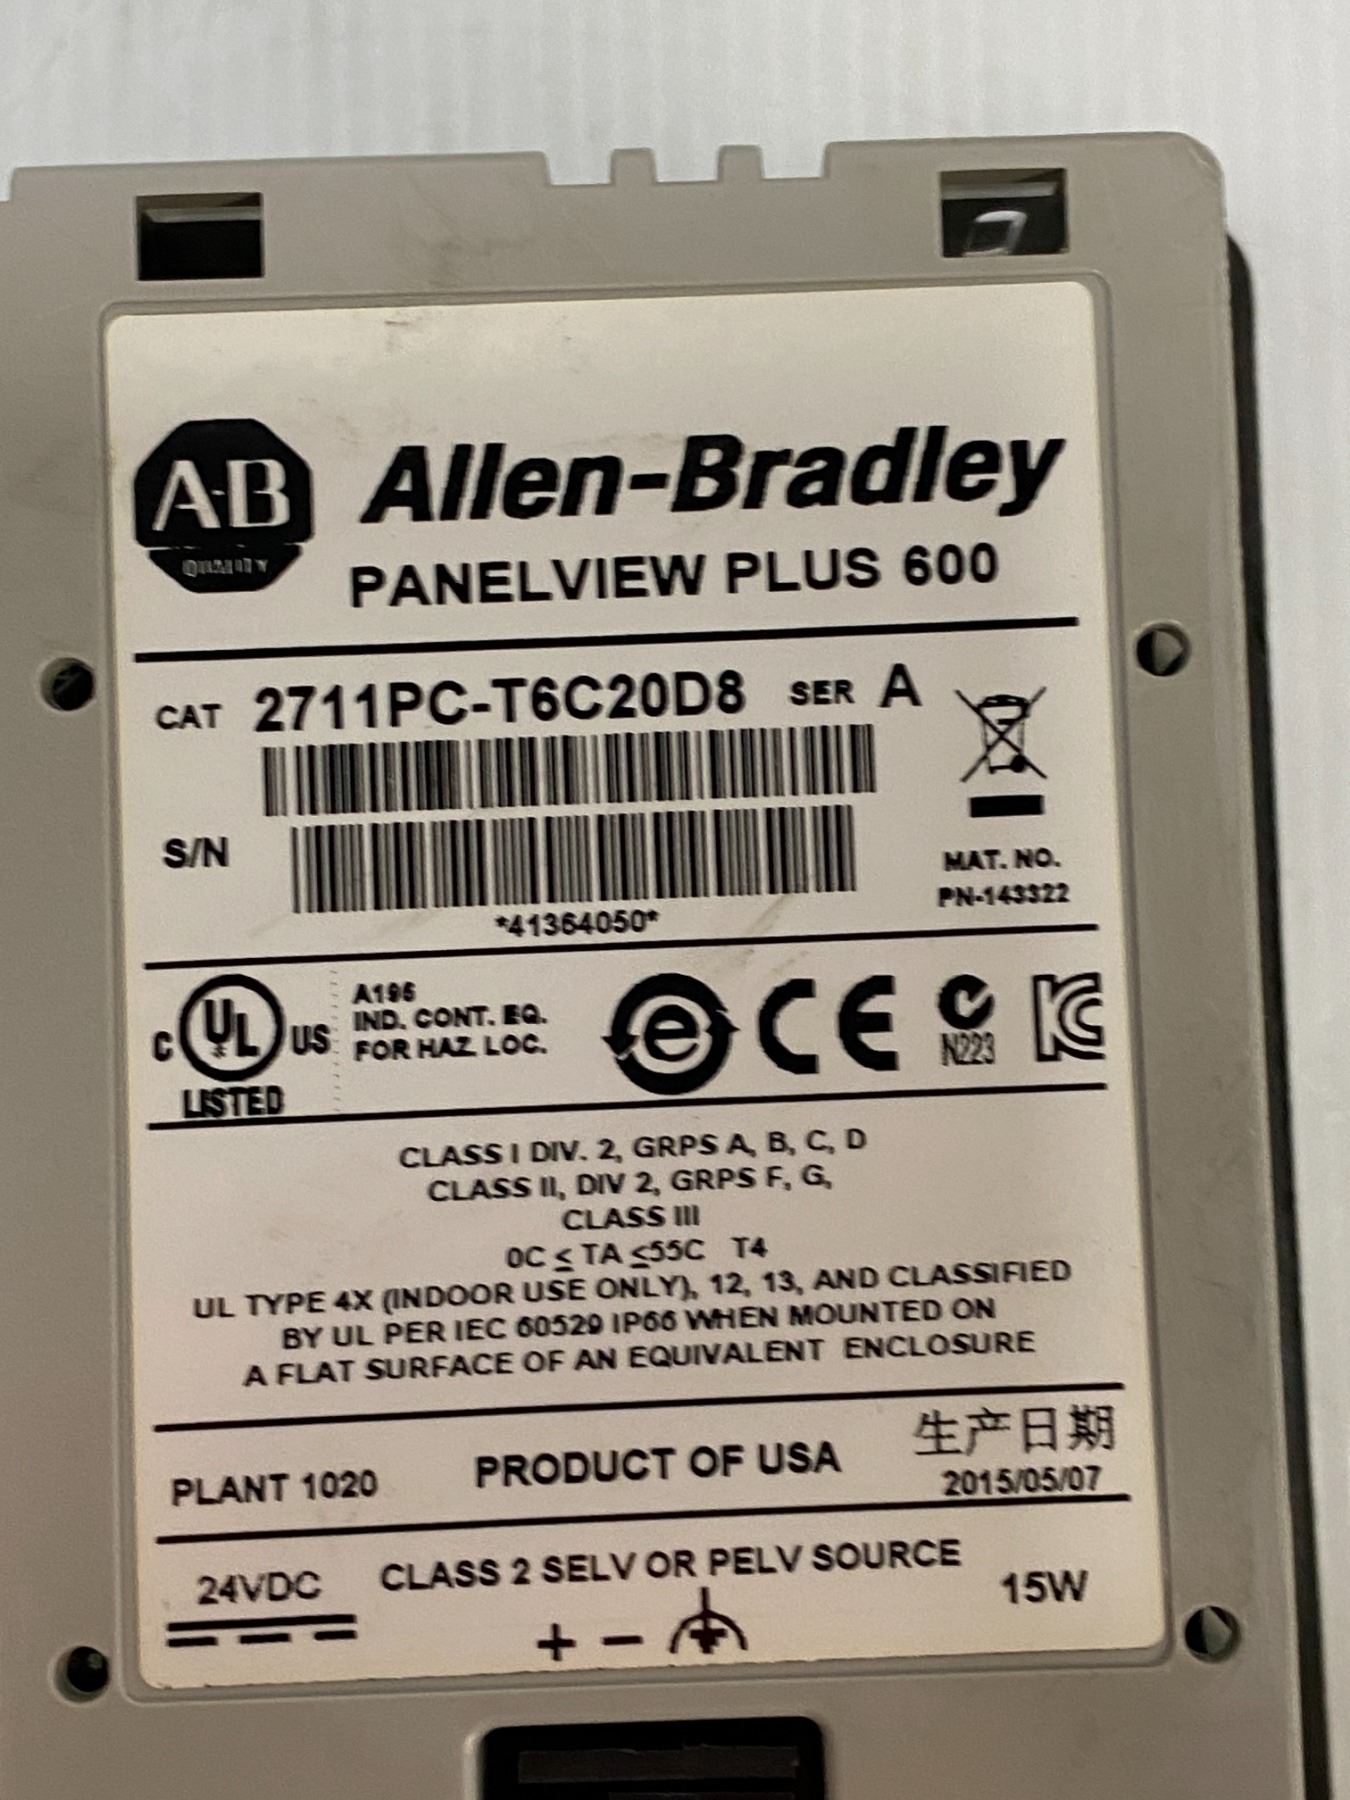 A-B
QUALITY
Allen-Bradley
PANELVIEW PLUS 600
CAT 2711PC-T6C20D8 SER A
S/N
*41364050*
MAT. NO.
PN-143322
C UL US
LISTED
A196
IND. CONT. EQ.
FOR HAZ. LOC.
e CE N223 KC
CLASS I DIV. 2, GRPS A, B, C, D
CLASS II, DIV 2, GRPS F, G,
CLASS III
0C ≤ TA ≤55C T4
UL TYPE 4X (INDOOR USE ONLY), 12, 13, AND CLASSIFIED
BY UL PER IEC 60529 IP66 WHEN MOUNTED ON
A FLAT SURFACE OF AN EQUIVALENT ENCLOSURE
PLANT 1020
PRODUCT OF USA
生产日期
2015/05/07
24VDC
CLASS 2 SELV OR PELV SOURCE
15W
+ −